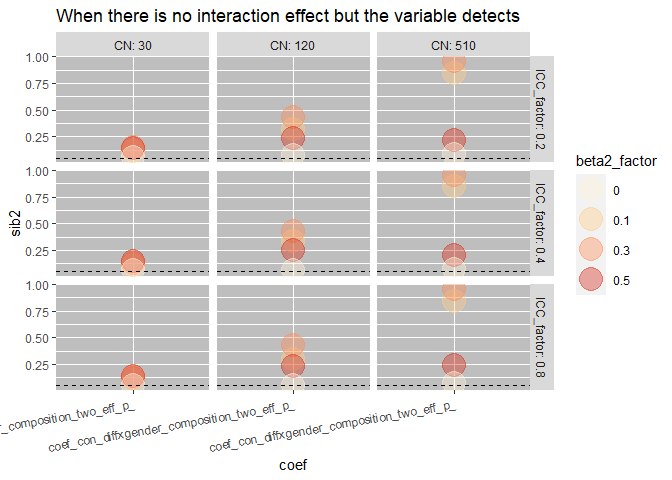 When there is no interaction effect but the variable detects
CN: 30
CN: 120
CN: 510
1.00
0.75
0.50
0.25
ICC_factor: 0.2
1.00
0.75
0.50
0.25
ICC_factor: 0.4
1.00
0.75
0.50
0.25
ICC_factor: 0.8
sib2
er_composition_two_eff_p_
coef_con_diffxgender_composition_two_eff_p_
coef_con_diffxgender_composition_two_eff_p_
coef
beta2_factor
0
0.1
0.3
0.5